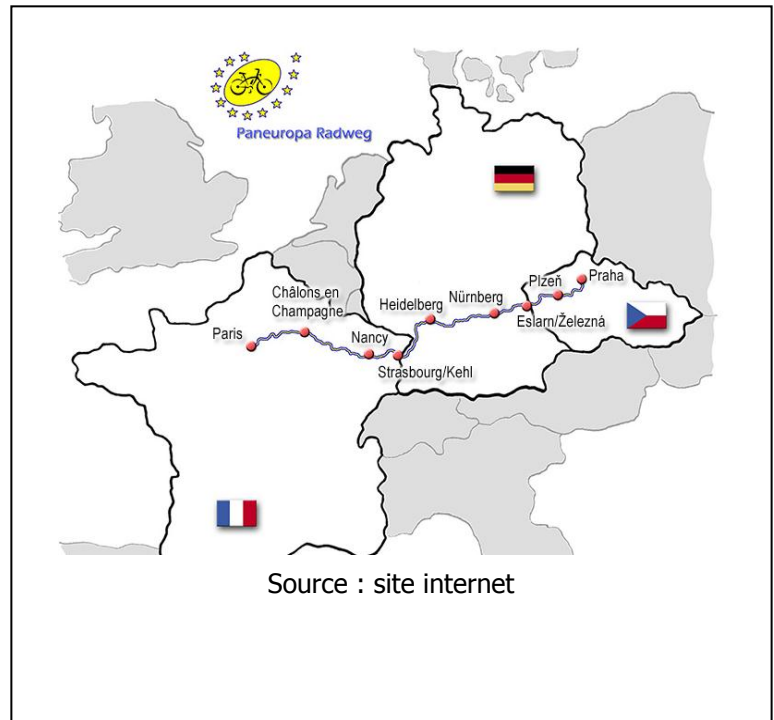 Paneuropa Radweg
Châlons en
Champagne
Paris
Nancy
Strasbourg/Kehl
Heidelberg
Nürnberg
Eslarn/Železná
Plzeň
Praha
Source : site internet